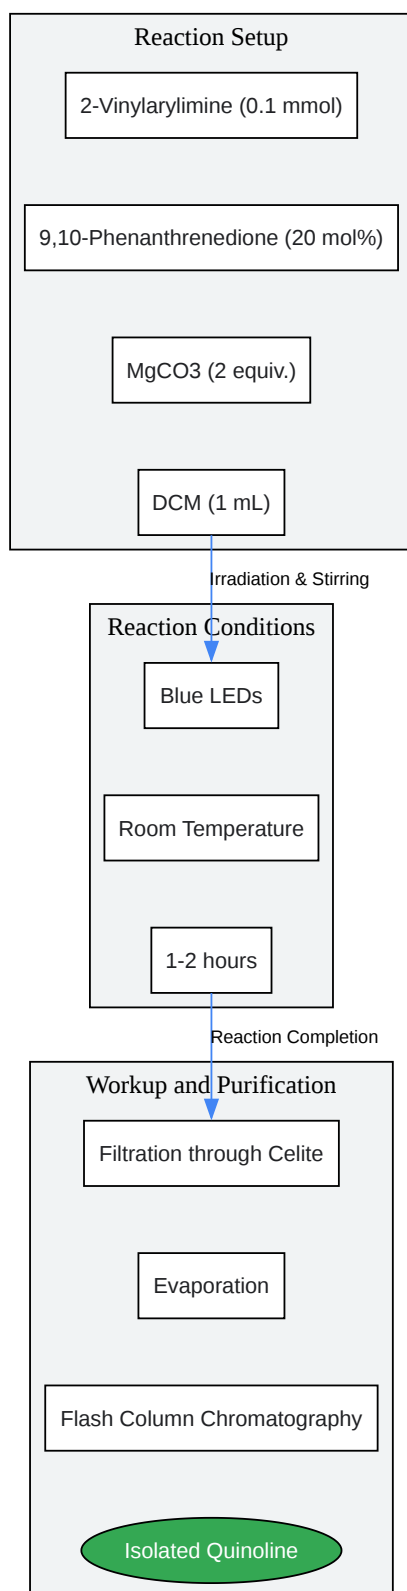 Reaction Setup
2-Vinylarylimine (0.1 mmol)
9,10-Phenanthrenedione (20 mol%)
MgCO3 (2 equiv.)
DCM (1 mL)
Irradiation & Stirring
Reaction Conditions
Blue LEDs
Room Temperature
1-2 hours
Reaction Completion
Workup and Purification
Filtration through Celite
Evaporation
Flash Column Chromatography
Isolated Quinoline